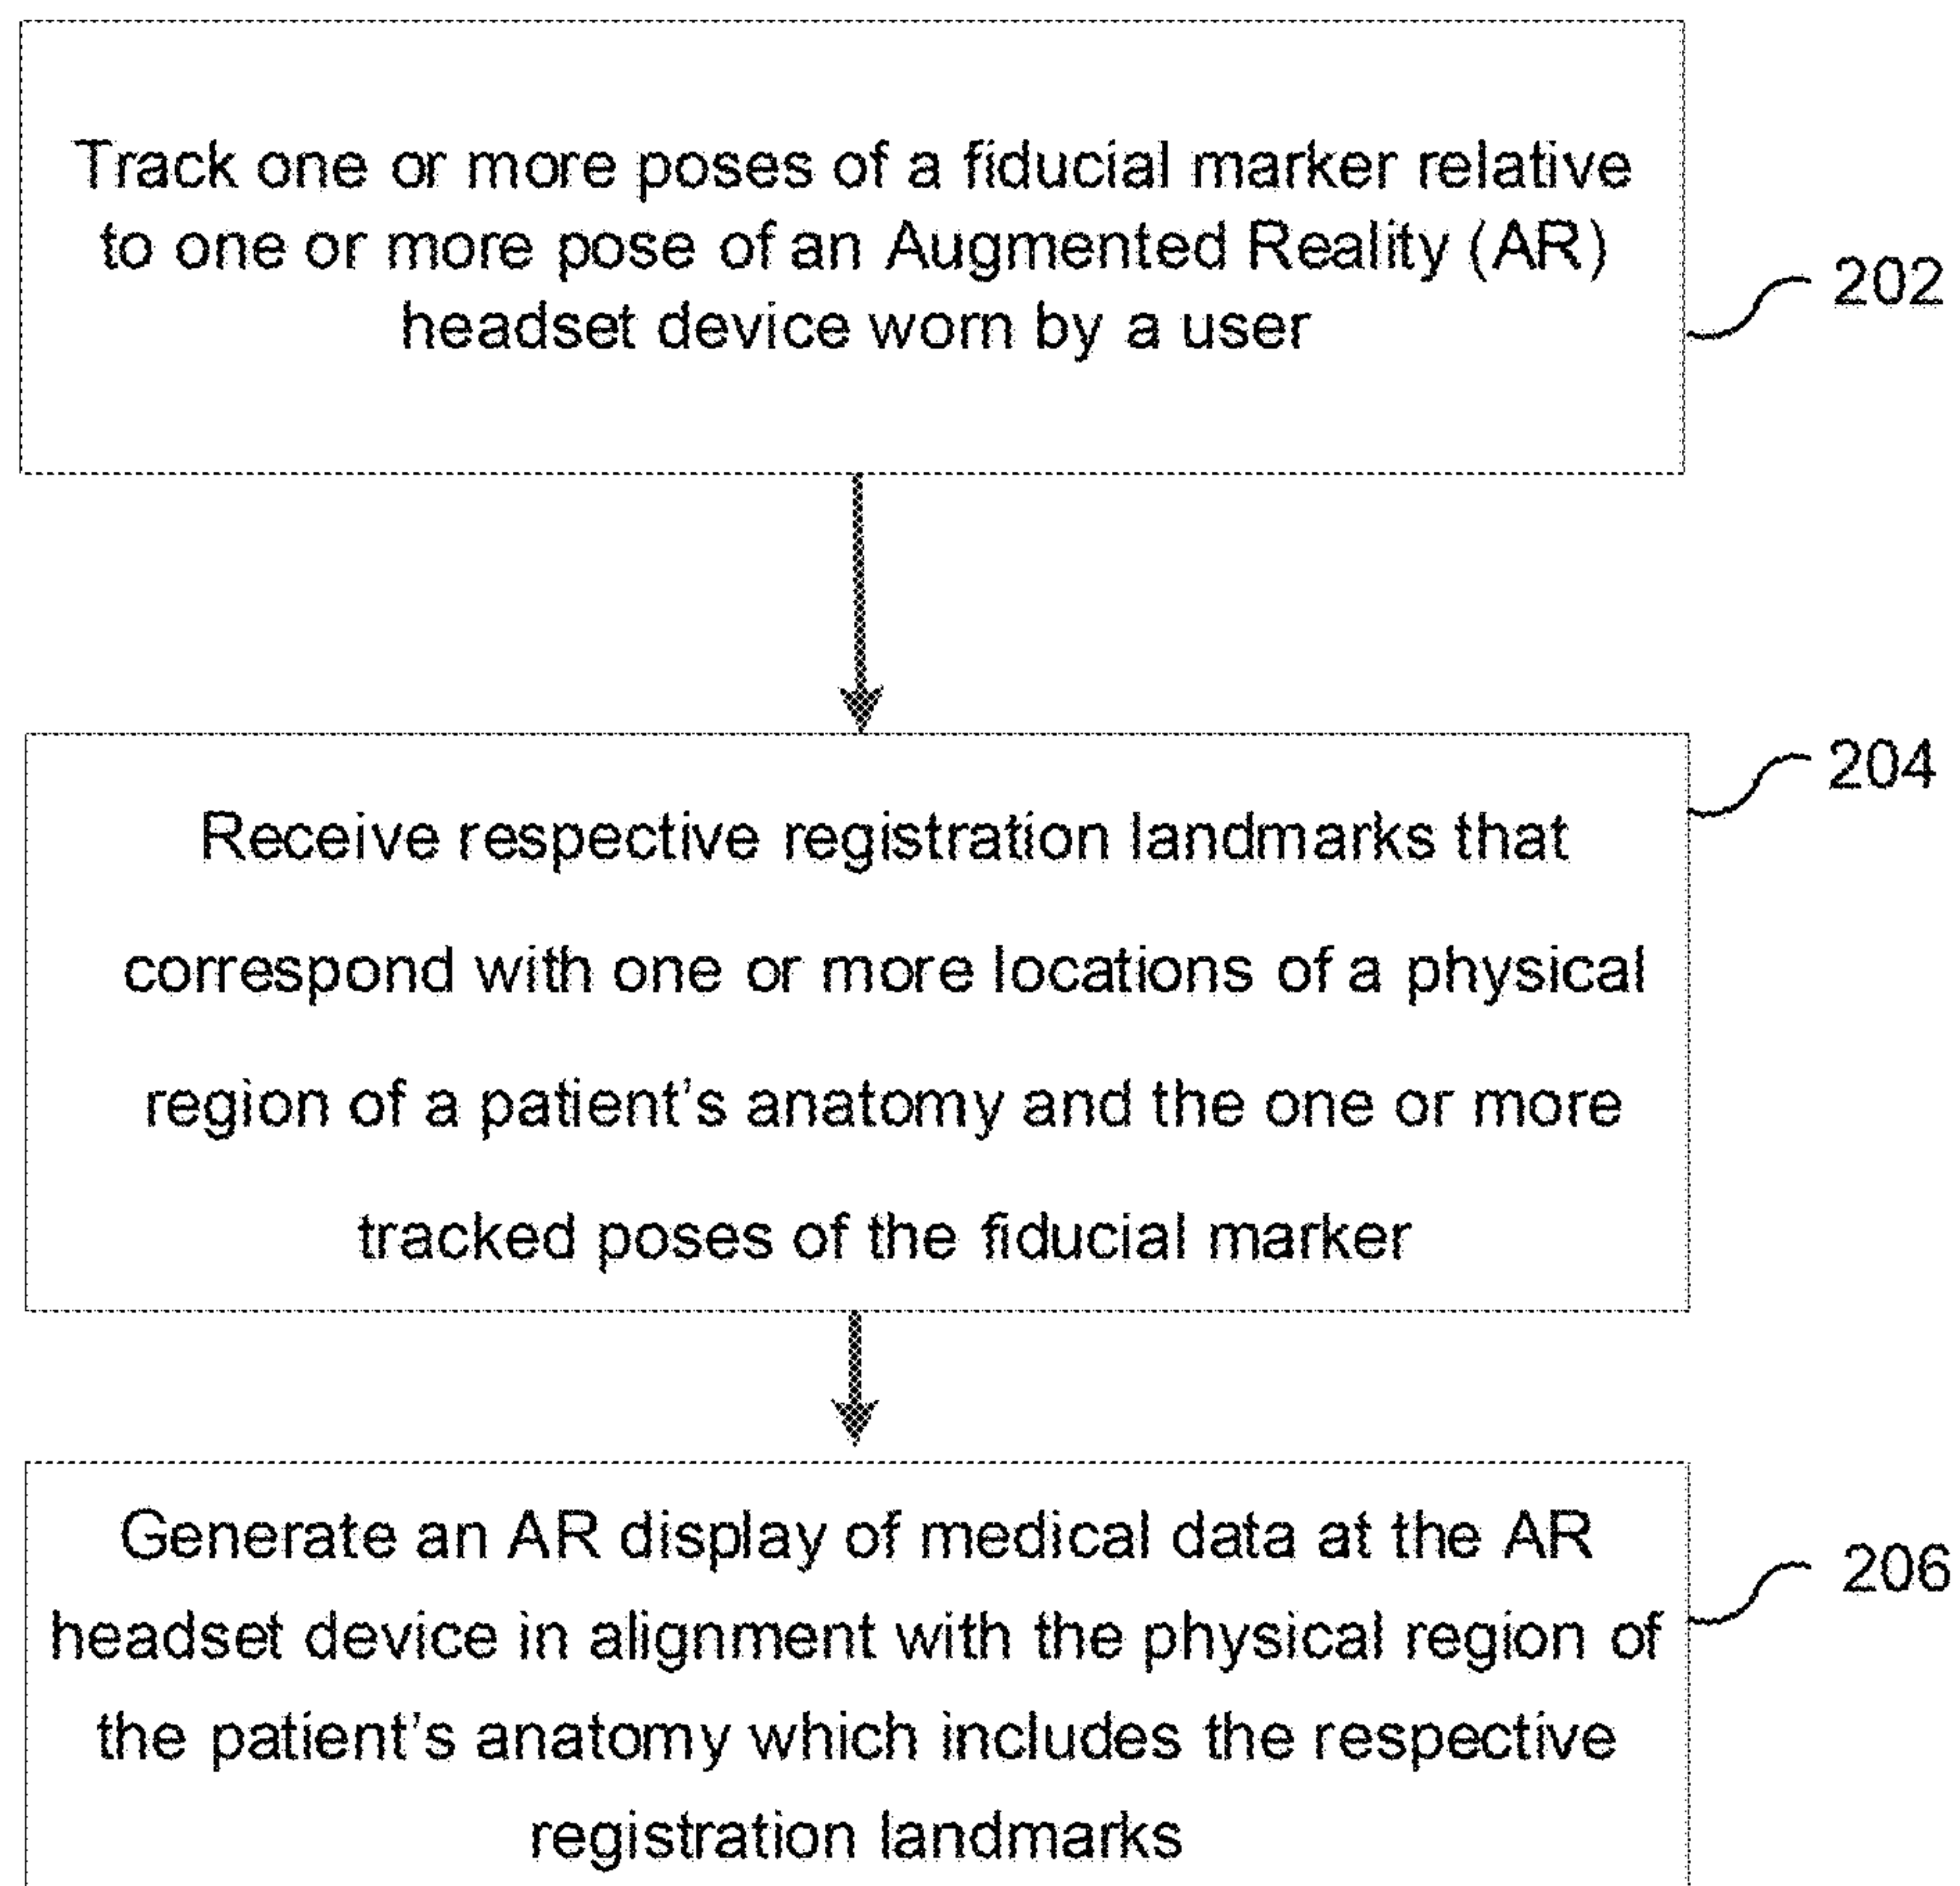 Track one or more poses of a fiducial marker relative
to one or more pose of an Augmented Reality (AR)
headset device worn by a user
202
204
Receive respective registration landmarks that
correspond with one or more locations of a physical
region of a patient's anatomy and the one or more
tracked poses of the fiducial marker
Generate an AR display of medical data at the AR
headset device in alignment with the physical region of
the patient's anatomy which includes the respective
registration landmarks
206